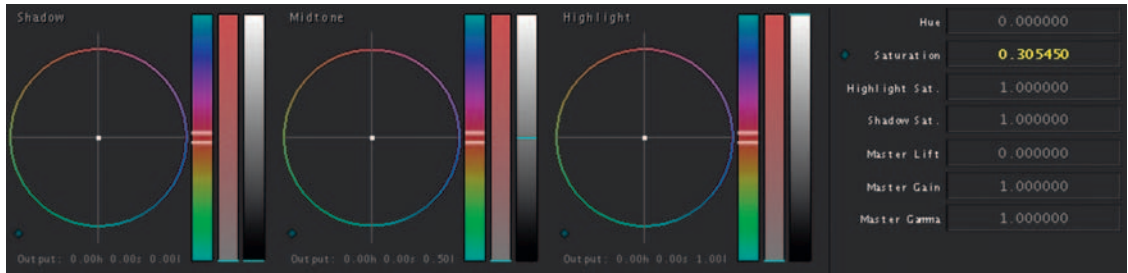 Shadow
Midtone
Highlight
Output: 0.00h 0.00s 0.00l
Output: 0.00h 0.00s 0.50l
Output: 0.00h 0.00s 1.00l
Hue 0.000000
Saturation 0.305450
Highlight Sat. 1.000000
Shadow Sat. 1.000000
Master Lift 0.000000
Master Gain 1.000000
Master Gamma 1.000000